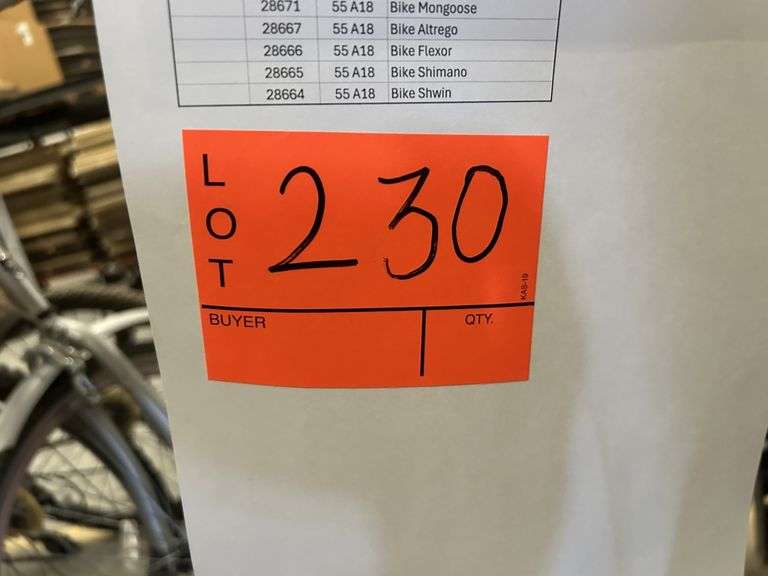 28671 55 A18 Bike Mongoose
28667 55 A18 Bike Altrego
28666 55 A18 Bike Flexor
28665 55 A18 Bike Shimano
28664 55 A18 Bike Shwin
LOT 230
KAS-19
BUYER QTY.